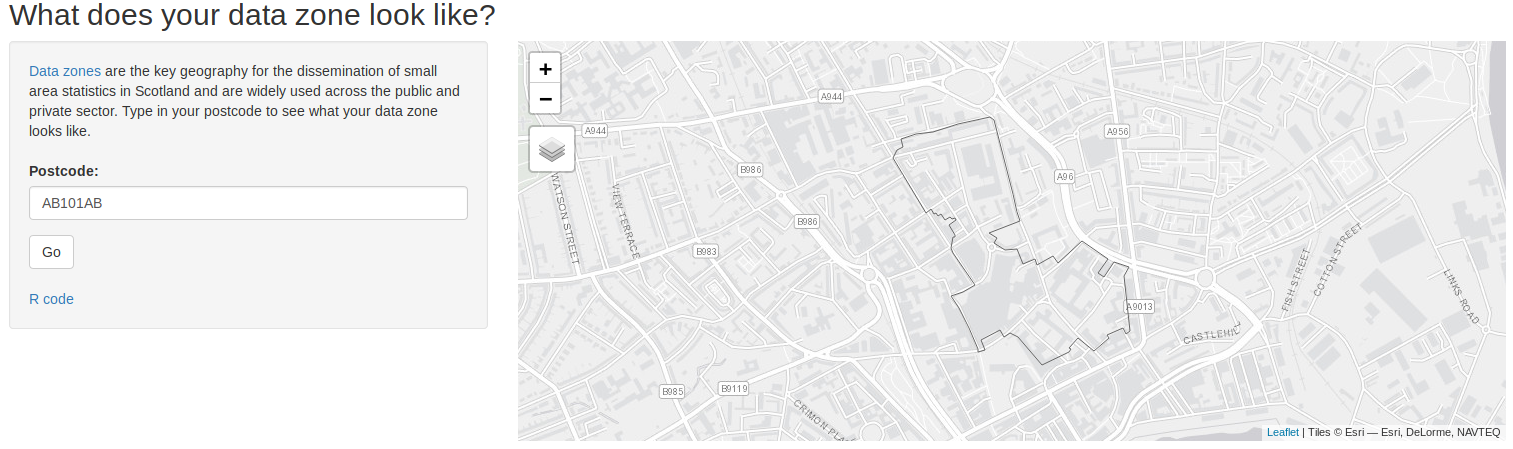 What does your data zone look like?
Data zones are the key geography for the dissemination of small
area statistics in Scotland and are widely used across the public and
private sector. Type in your postcode to see what your data zone
looks like.
Postcode:
AB101AB
Go
R code
+
−
A944
A944
A956
B986
A96
WATSON STREET
VIEW TERRACE
B986
B983
FISH STREET
COTTON STREET
LINKS ROAD
A9013
CASTLEHILL
B985
B9119
CRIMON PLA
Leaflet | Tiles © Esri — Esri, DeLorme, NAVTEQ